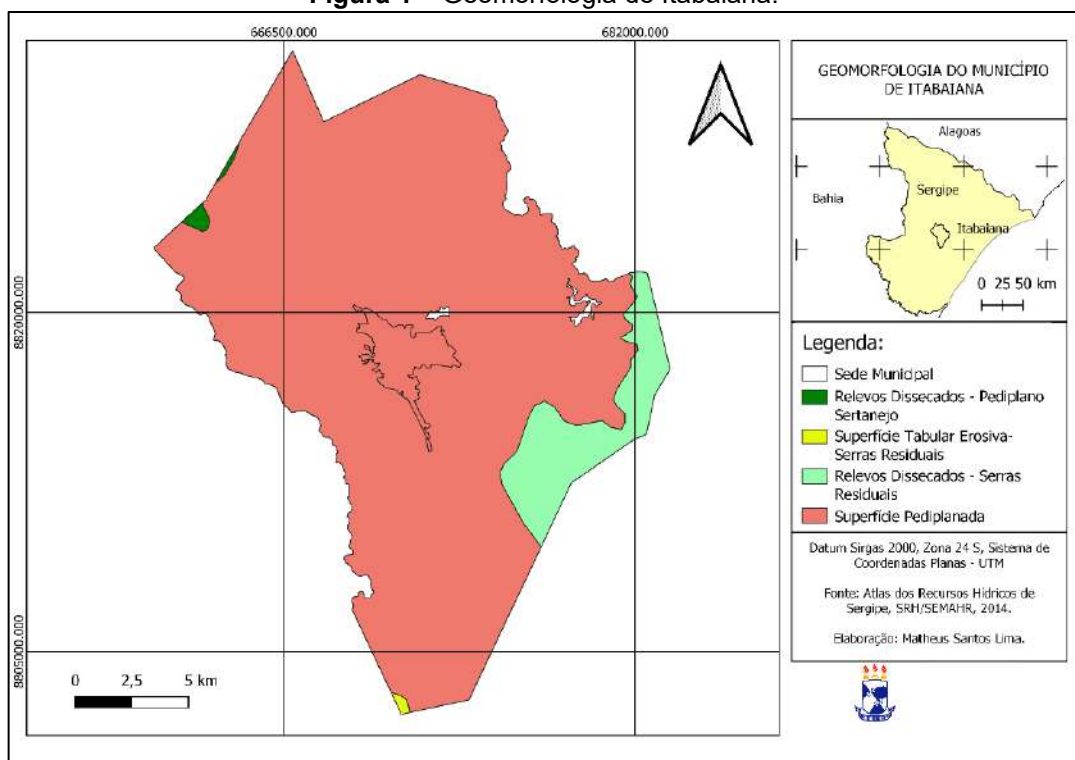 Figura 1 – Geomorfologia de Itabaiana.
666500.000
682000.000
8820000.000
8805000.000
0 2,5 5 km
GEOMORFOLOGIA DO MUNICÍPIO
DE ITABAIANA
Alagoas
Bahia
Sergipe
Itabaiana
0 25 50 km
Legenda:
Sede Municipal
Relevos Dissecados - Pediplano
Sertanejo
Superfície Tabular Erosiva-
Serras Residuais
Relevos Dissecados - Serras
Residuais
Superfície Pediplanada
Datum Sirgas 2000, Zona 24 S, Sistema de
Coordenadas Planas - UTM
Fonte: Atlas dos Recursos Hídricos de
Sergipe, SRH/SEMAHR, 2014.
Elaboração: Matheus Santos Lima.